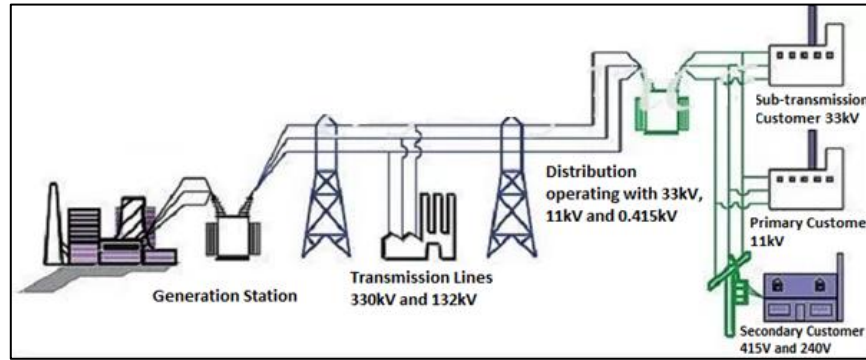 Sub-transmission
Customer 33kV
Distribution
operating with 33kV,
11kV and 0.415kV
Primary Custome
11kV
Generation Station
Transmission Lines
330kV and 132kV
Secondary Customer
415V and 240V